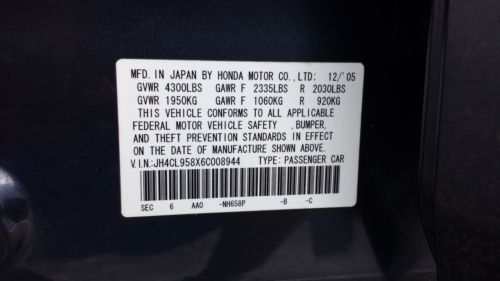 MFD. IN JAPAN BY HONDA MOTOR CO.,LTD: 12/'05
GVWR 4300LBS GAWR F 2335LBS R 2030LBS
GVWR 1950KG GAWR F 1060KG R 920KG
THIS VEHICLE CONFORMS TO ALL APPLICABLE
FEDERAL MOTOR VEHICLE SAFETY ,BUMPER,
AND THEFT PREVENTION STANDARDS IN EFFECT
ON THE DATE OF MANUFACTURE SHOWN ABOVE.
V.I.N:JH4CL958X6C008944 TYPE: PASSENGER CAR
SEC 6 AAO -NH658P -B -C